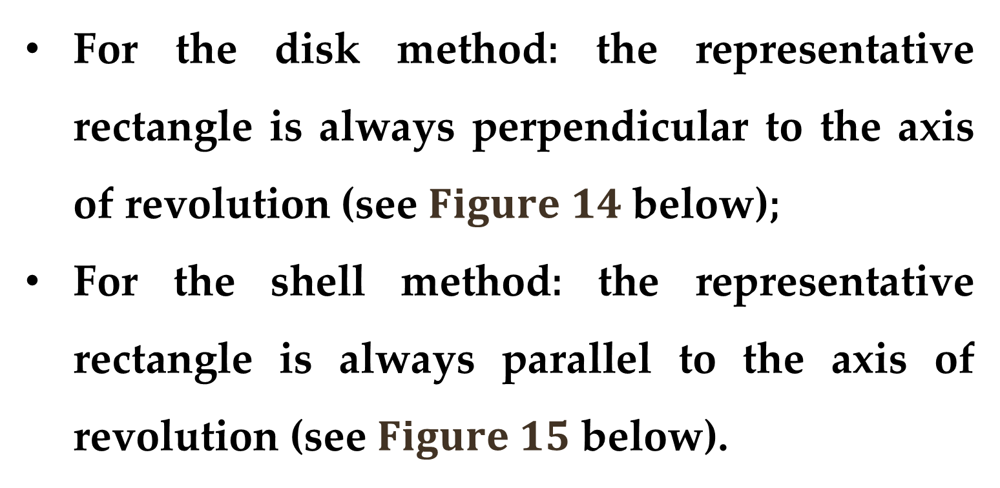 • For the disk method: the representative
rectangle is always perpendicular to the axis
of revolution (see Figure 14 below);
• For the shell method: the representative
rectangle is always parallel to the axis of
revolution (see Figure 15 below).